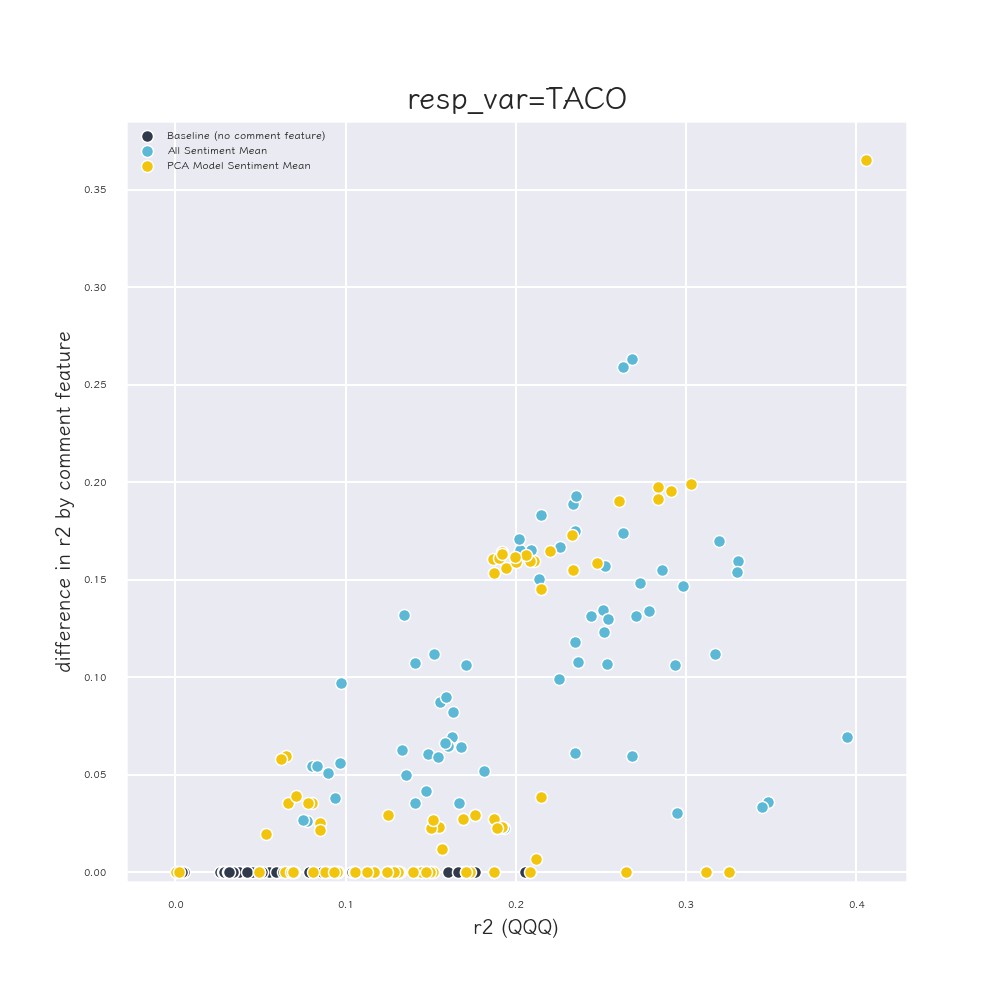 resp_var=TACO
Baseline (no comment feature)
All Sentiment Mean
PCA Model Sentiment Mean
difference in r2 by comment feature
0.35
0.30
0.25
0.20
0.15
0.10
0.05
0.00
0.0
0.1
0.2
0.3
0.4
r2 (QQQ)